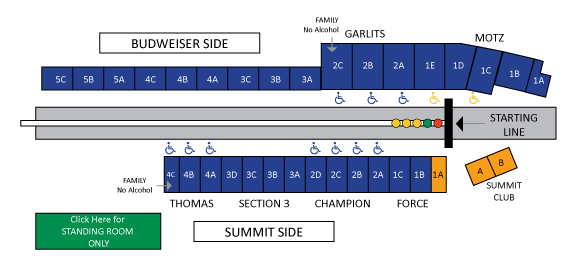 FAMILY
No Alcohol
GARLITS
MOTZ
BUDWEISER SIDE
5C 5B 5A 4C 4B 4A 3C 3B 3A 2C 2B 2A 1E 1D 1C 1B 1A
STARTING
LINE
FAMILY
No Alcohol
4C 4B 4A 3D 3C 3B 3A 2D 2C 2B 2A 1C 1B 1A
A B
SUMMIT
CLUB
THOMAS SECTION 3 CHAMPION FORCE
Click Here for
STANDING ROOM
ONLY
SUMMIT SIDE